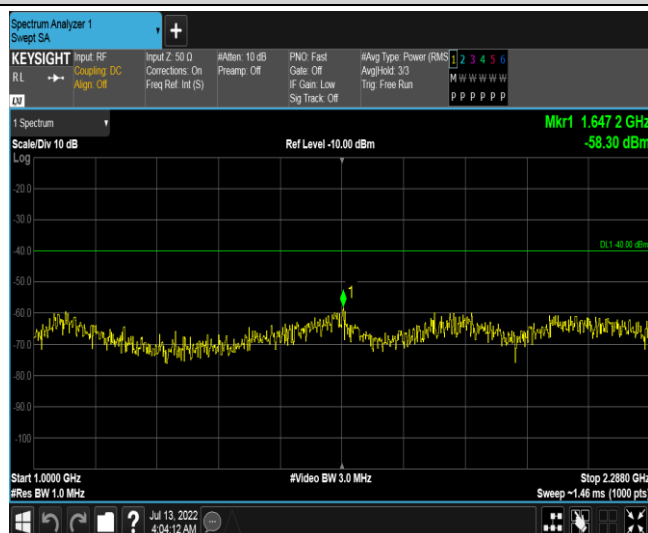 Spectrum Analyzer 1
Swept SA
KEYSIGHT
RL
LXI
Input: RF
Coupling: DC
Align: Off
Input Z: 50 Ω
Corrections: On
Freq Ref: Int (S)
#Atten: 10 dB
Preamp: Off
PNO: Fast
Gate: Off
IF Gain: Low
Sig Track: Off
#Avg Type: Power (RMS
Avg|Hold: 3/3
Trig: Free Run
1 2 3 4 5 6
M W W W W W
P P P P P P
1 Spectrum
Scale/Div 10 dB
Ref Level -10.00 dBm
Mkr1 1.647 2 GHz
-58.30 dBm
Log
-20.0
-30.0
-40.0
DL1 -40.00 dBm
-50.0
1
-60.0
-70.0
-80.0
-90.0
-100
Start 1.0000 GHz
#Video BW 3.0 MHz
Stop 2.2880 GHz
#Res BW 1.0 MHz
Sweep ~1.46 ms (1000 pts)
?
Jul 13, 2022
4:04:12 AM